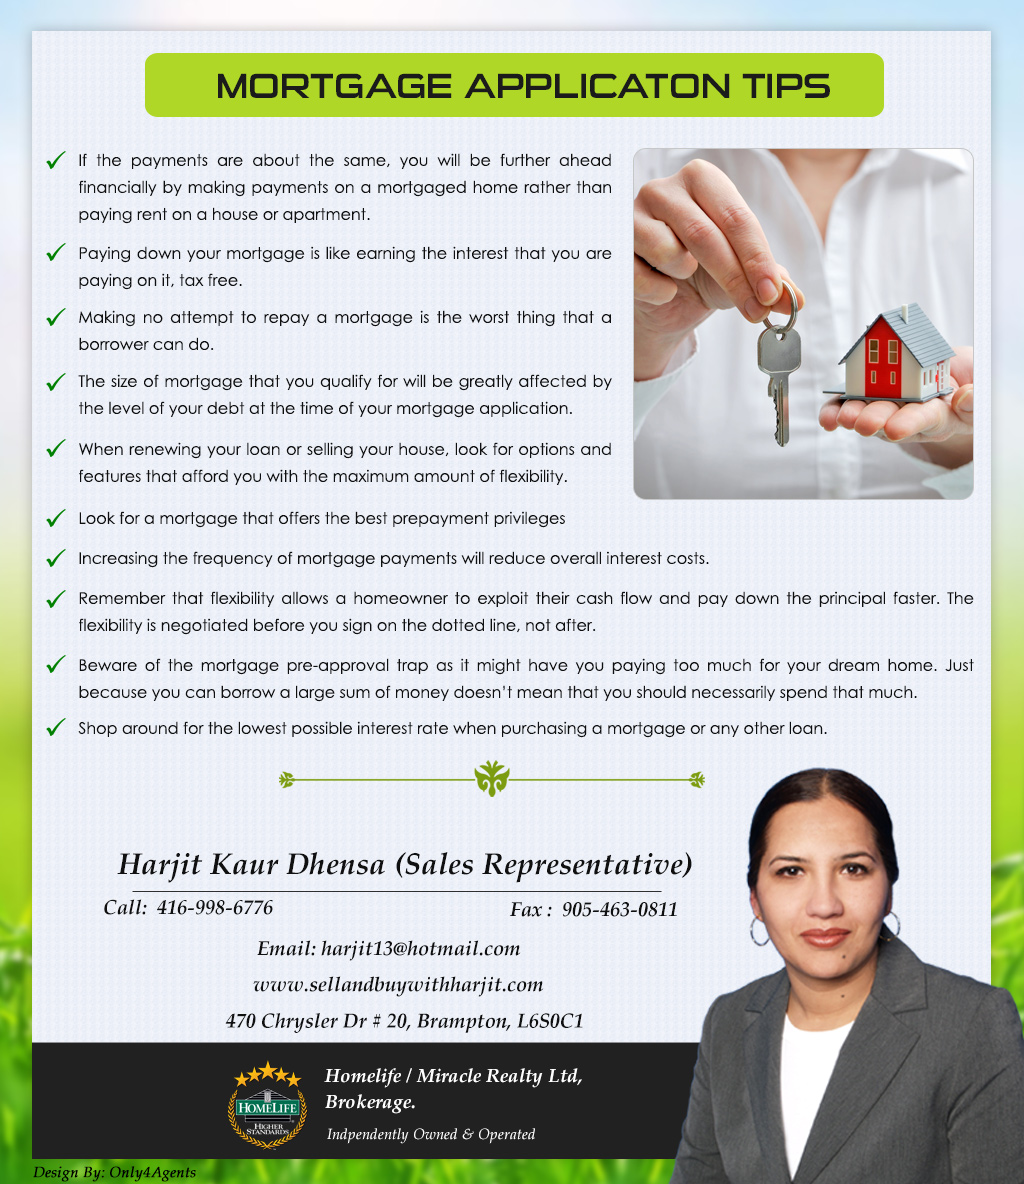 MORTGAGE APPLICATON TIPS
If the payments are about the same, you will be further ahead
financially by making payments on a mortgaged home rather than
paying rent on a house or apartment.
Paying down your mortgage is like earning the interest that you are
paying on it, tax free.
Making no attempt to repay a mortgage is the worst thing that a
borrower can do.
The size of mortgage that you qualify for will be greatly affected by
the level of your debt at the time of your mortgage application.
When renewing your loan or selling your house, look for options and
features that afford you with the maximum amount of flexibility.
Look for a mortgage that offers the best prepayment privileges
Increasing the frequency of mortgage payments will reduce overall interest costs.
Remember that flexibility allows a homeowner to exploit their cash flow and pay down the principal faster. The
flexibility is negotiated before you sign on the dotted line, not after.
Beware of the mortgage pre-approval trap as it might have you paying too much for your dream home. Just
because you can borrow a large sum of money doesn't mean that you should necessarily spend that much.
Shop around for the lowest possible interest rate when purchasing a mortgage or any other loan.
Harjit Kaur Dhensa (Sales Representative)
Call: 416-998-6776 Fax : 905-463-0811
Email: harjit13@hotmail.com
www.sellandbuywithharjit.com
470 Chrysler Dr # 20, Brampton, L6S0C1
Homelife / Miracle Realty Ltd,
Brokerage.
Indpendently Owned & Operated
HOMELIFE
HIGHER
STANDARDS
Design By: Only4Agents